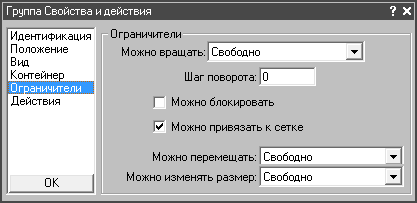 Группа Свойства и действия ? ×
Идентификация
Положение
Вид
Контейнер
Ограничители
Действия
OK
Ограничители
Можно вращать: Свободно
Шаг поворота: 0
Можно блокировать
Можно привязать к сетке
Можно перемещать: Свободно
Можно изменять размер: Свободно